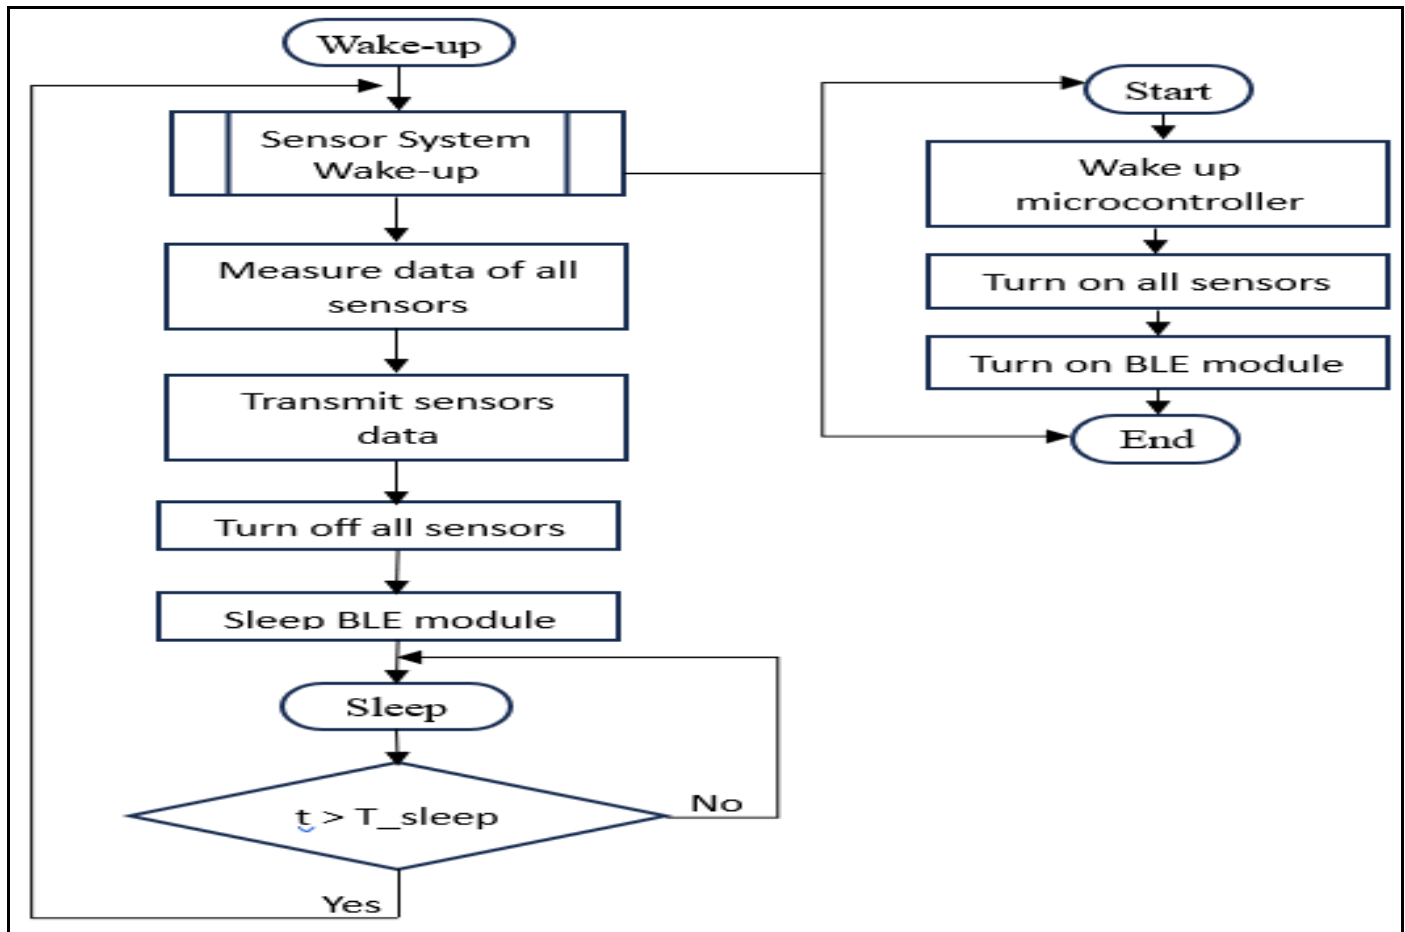 Wake-up
Sensor System
Wake-up
Measure data of all
sensors
Transmit sensors
data
Turn off all sensors
Sleep BLE module
Sleep
t > T_sleep
No
Yes
Start
Wake up
microcontroller
Turn on all sensors
Turn on BLE module
End